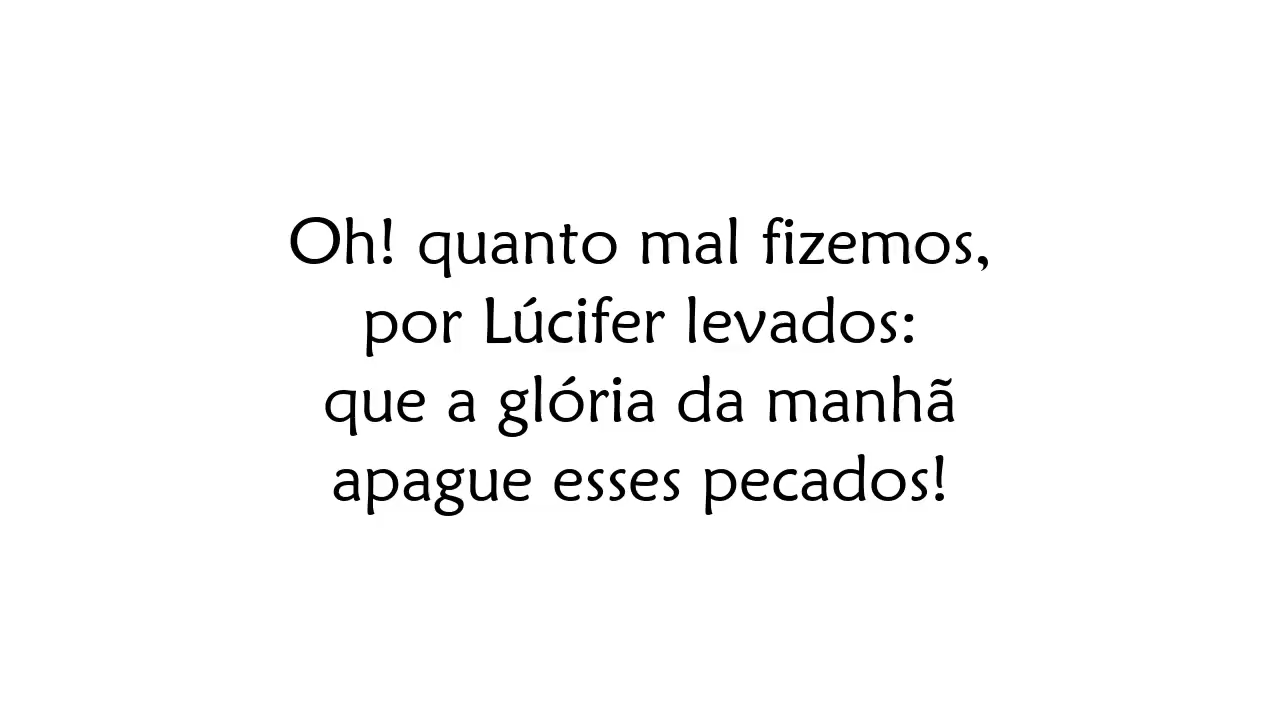 Oh! quanto mal fizemos,
por Lúcifer levados:
que a glória da manhã
apague esses pecados!